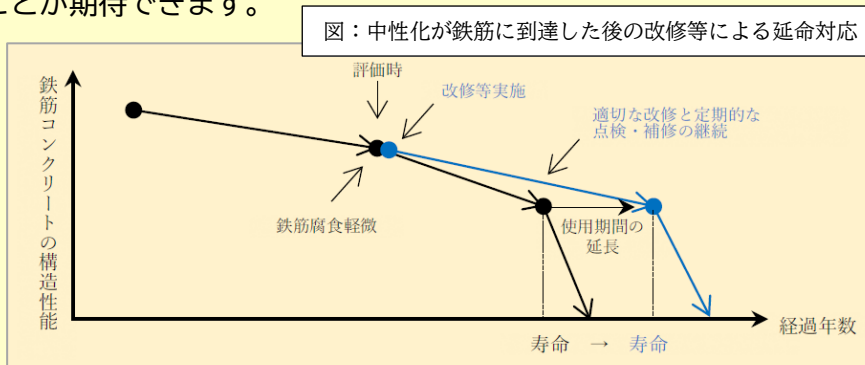 ことが期待できます。
図：中性化が鉄筋に到達した後の改修等による延命対応
評価時
改修等実施
適切な改修と定期的な
点検・補修の継続
鉄筋コンクリートの構造性能
鉄筋腐食軽微
使用期間の
延長
経過年数
寿命 → 寿命